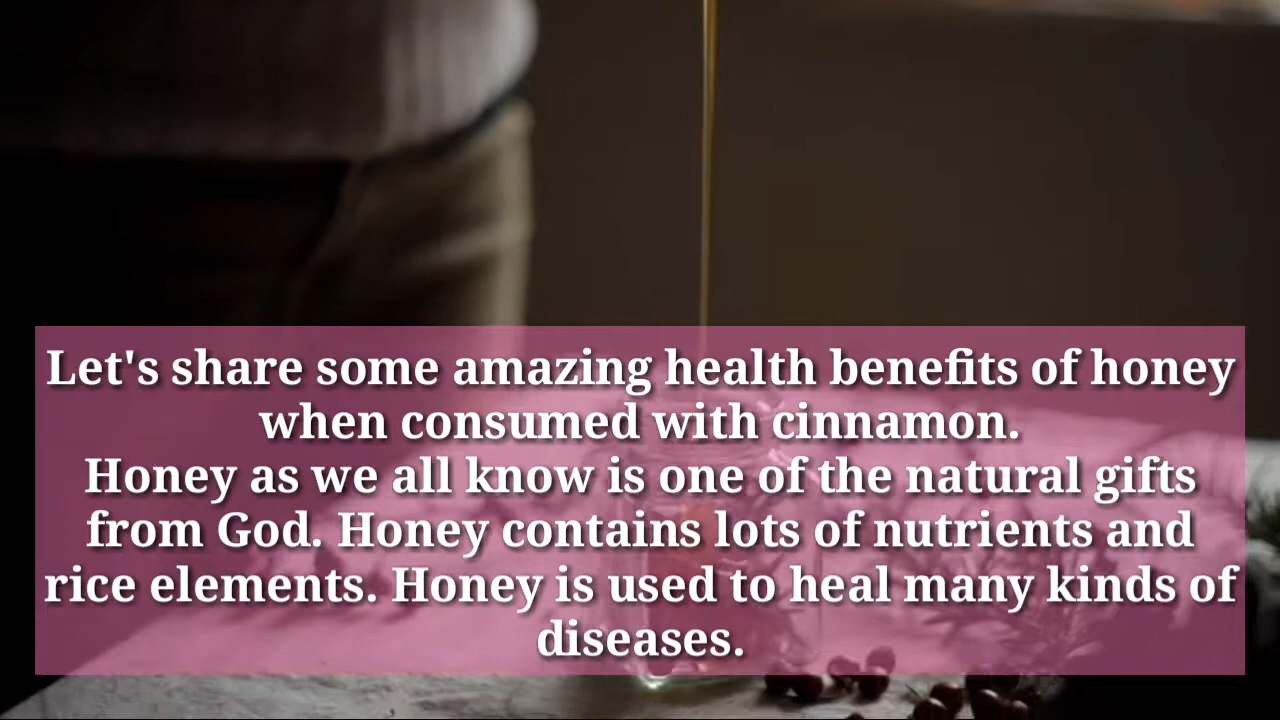 Let's share some amazing health benefits of honey
when consumed with cinnamon.
Honey as we all know is one of the natural gifts
from God. Honey contains lots of nutrients and
rice elements. Honey is used to heal many kinds of
diseases.